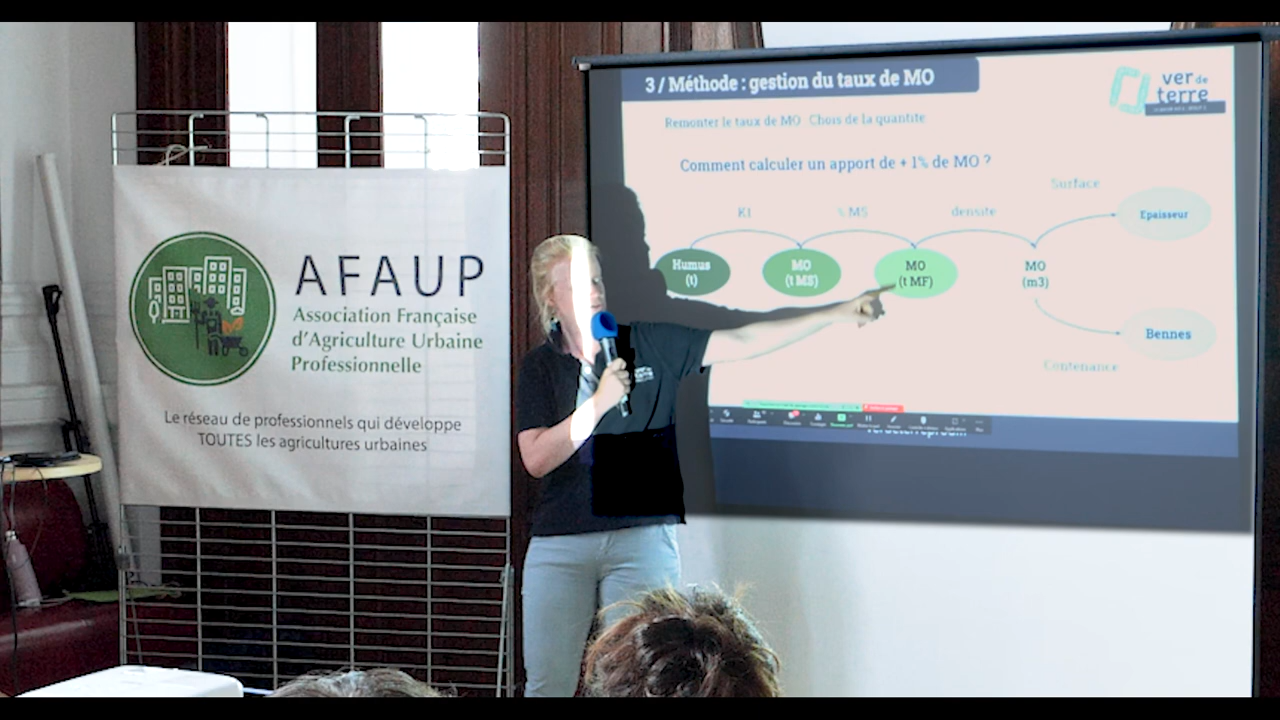 AFAUP
Association Française
d'Agriculture Urbaine
Professionnelle
Le réseau de professionnels qui développe
TOUTES les agricultures urbaines
3 / Méthode : gestion du taux de MO
ver de
terre
Remonter le taux de MO Choix de la quantité
Comment calculer un apport de + 1% de MO ?
K1
% MS
densité
Surface
Humus
(t)
MO
(t MS)
MO
(t MF)
MO
(m3)
Epaisseur
Bennes
Contenance